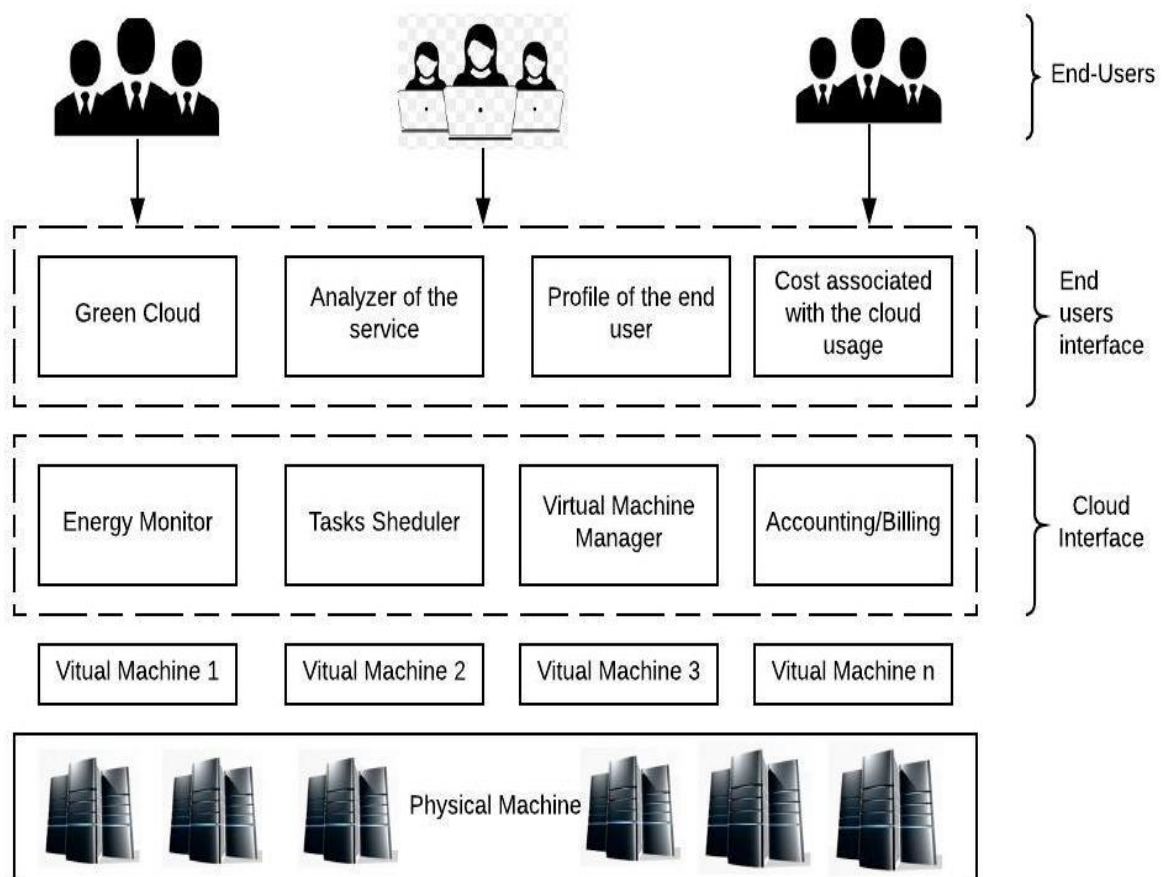 End-Users
Green Cloud
Analyzer of the
service
Profile of the end
user
Cost associated
with the cloud
usage
End
users
interface
Energy Monitor
Tasks Sheduler
Virtual Machine
Manager
Accounting/Billing
Cloud
Interface
Vitual Machine 1
Vitual Machine 2
Vitual Machine 3
Vitual Machine n
Physical Machine